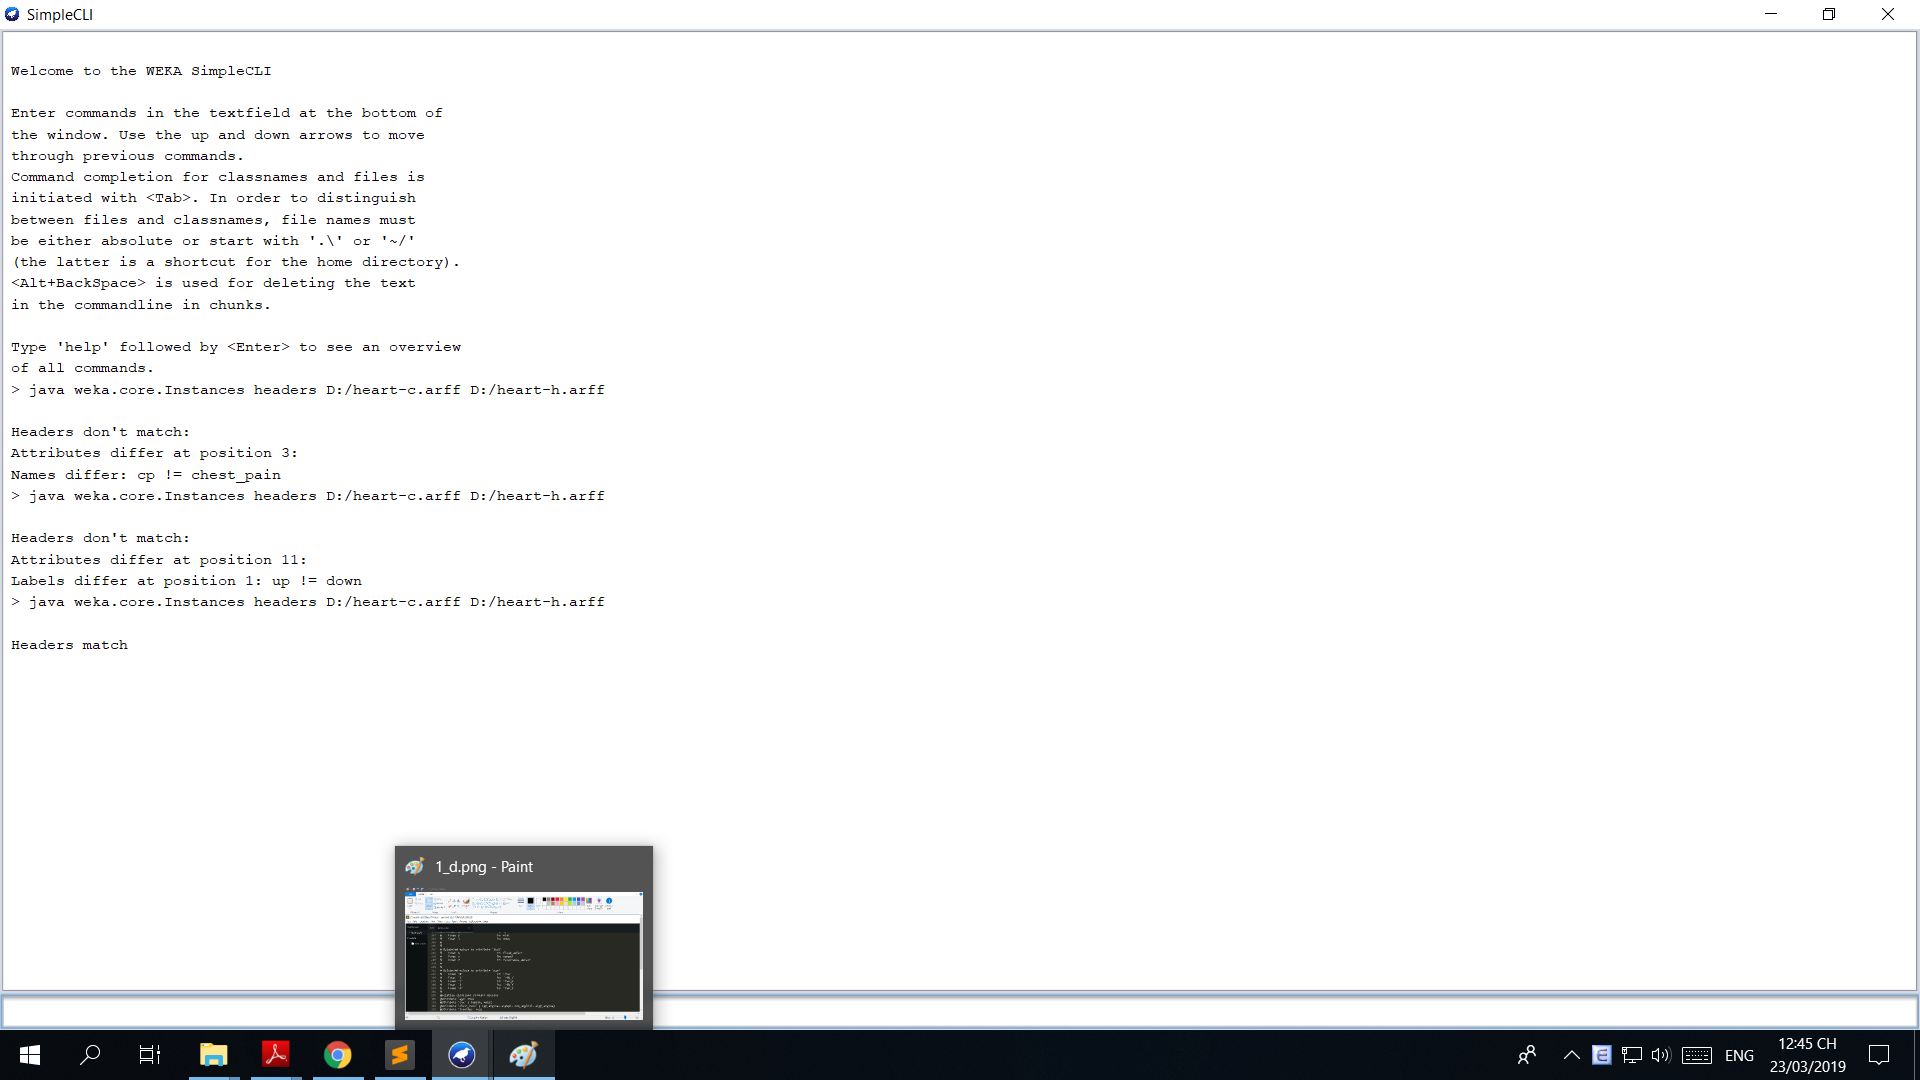 SimpleCLI
Welcome to the WEKA SimpleCLI
Enter commands in the textfield at the bottom of
the window. Use the up and down arrows to move
through previous commands.
Command completion for classnames and files is
initiated with <Tab>. In order to distinguish
between files and classnames, file names must
be either absolute or start with '.\' or '~/'
(the latter is a shortcut for the home directory).
<Alt+BackSpace> is used for deleting the text
in the commandline in chunks.
Type 'help' followed by <Enter> to see an overview
of all commands.
> java weka.core.Instances headers D:/heart-c.arff D:/heart-h.arff
Headers don't match:
Attributes differ at position 3:
Names differ: cp != chest_pain
> java weka.core.Instances headers D:/heart-c.arff D:/heart-h.arff
Headers don't match:
Attributes differ at position 11:
Labels differ at position 1: up != down
> java weka.core.Instances headers D:/heart-c.arff D:/heart-h.arff
Headers match
1_d.png - Paint
ENG
12:45 CH
23/03/2019